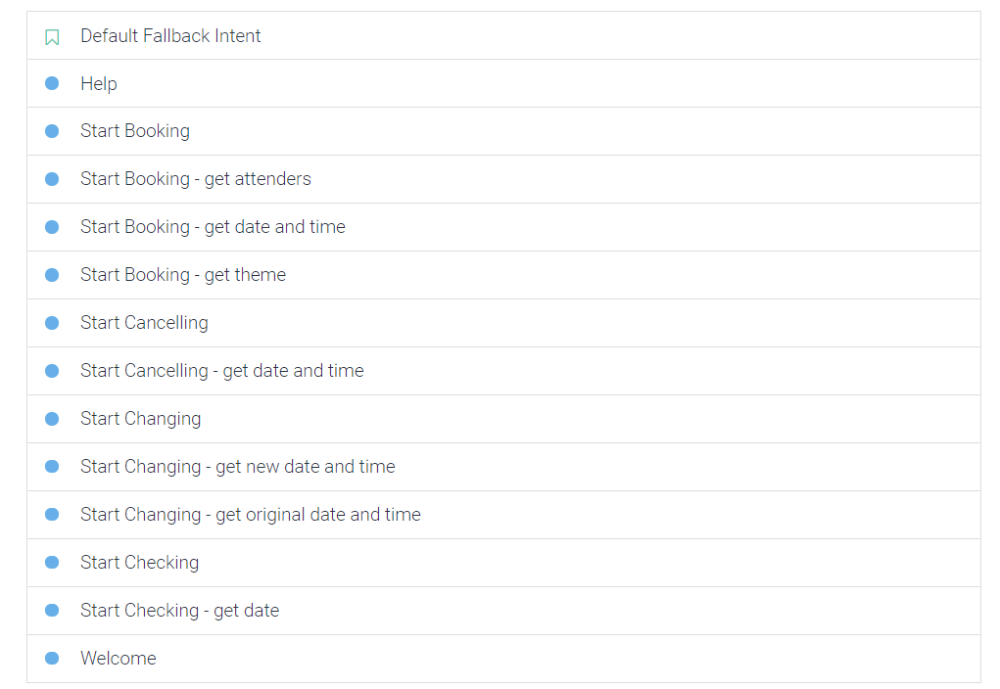 Default Fallback Intent
Help
Start Booking
Start Booking - get attenders
Start Booking - get date and time
Start Booking - get theme
Start Cancelling
Start Cancelling - get date and time
Start Changing
Start Changing - get new date and time
Start Changing - get original date and time
Start Checking
Start Checking - get date
Welcome